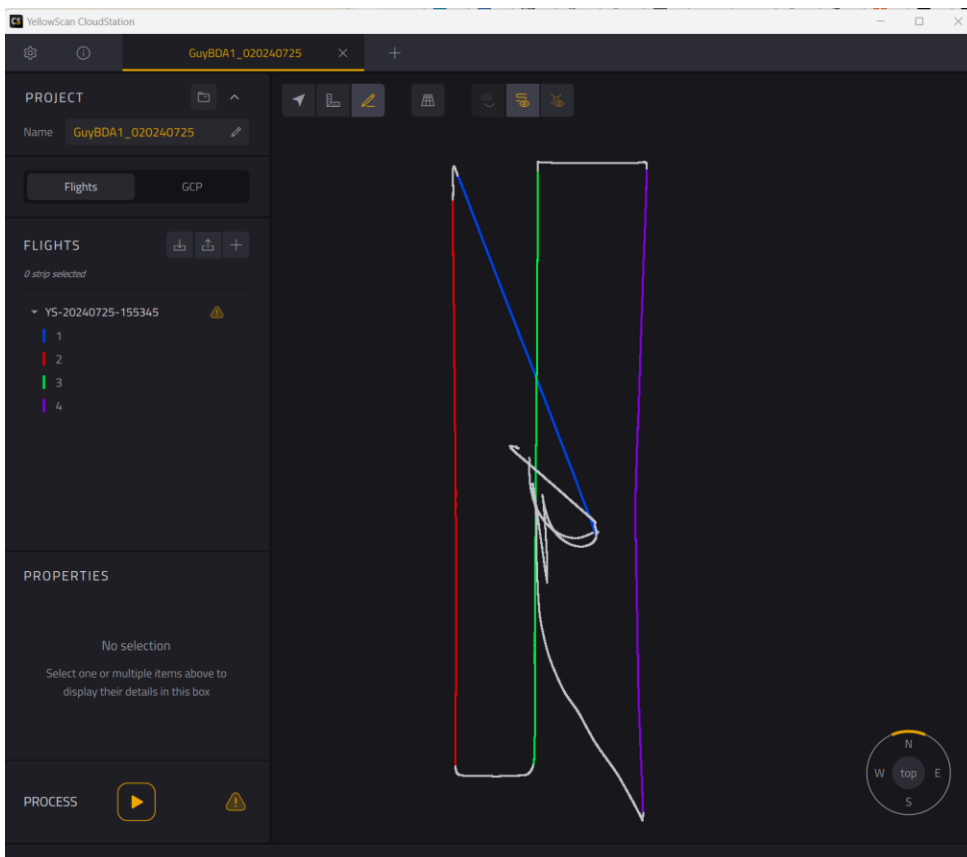 CS YellowScan CloudStation
GuyBDA1_020240725
PROJECT
Name GuyBDA1_020240725
Flights GCP
FLIGHTS
0 strip selected
YS-20240725-155345
1
2
3
4
PROPERTIES
No selection
Select one or multiple items above to
display their details in this box
PROCESS
N
W top E
S